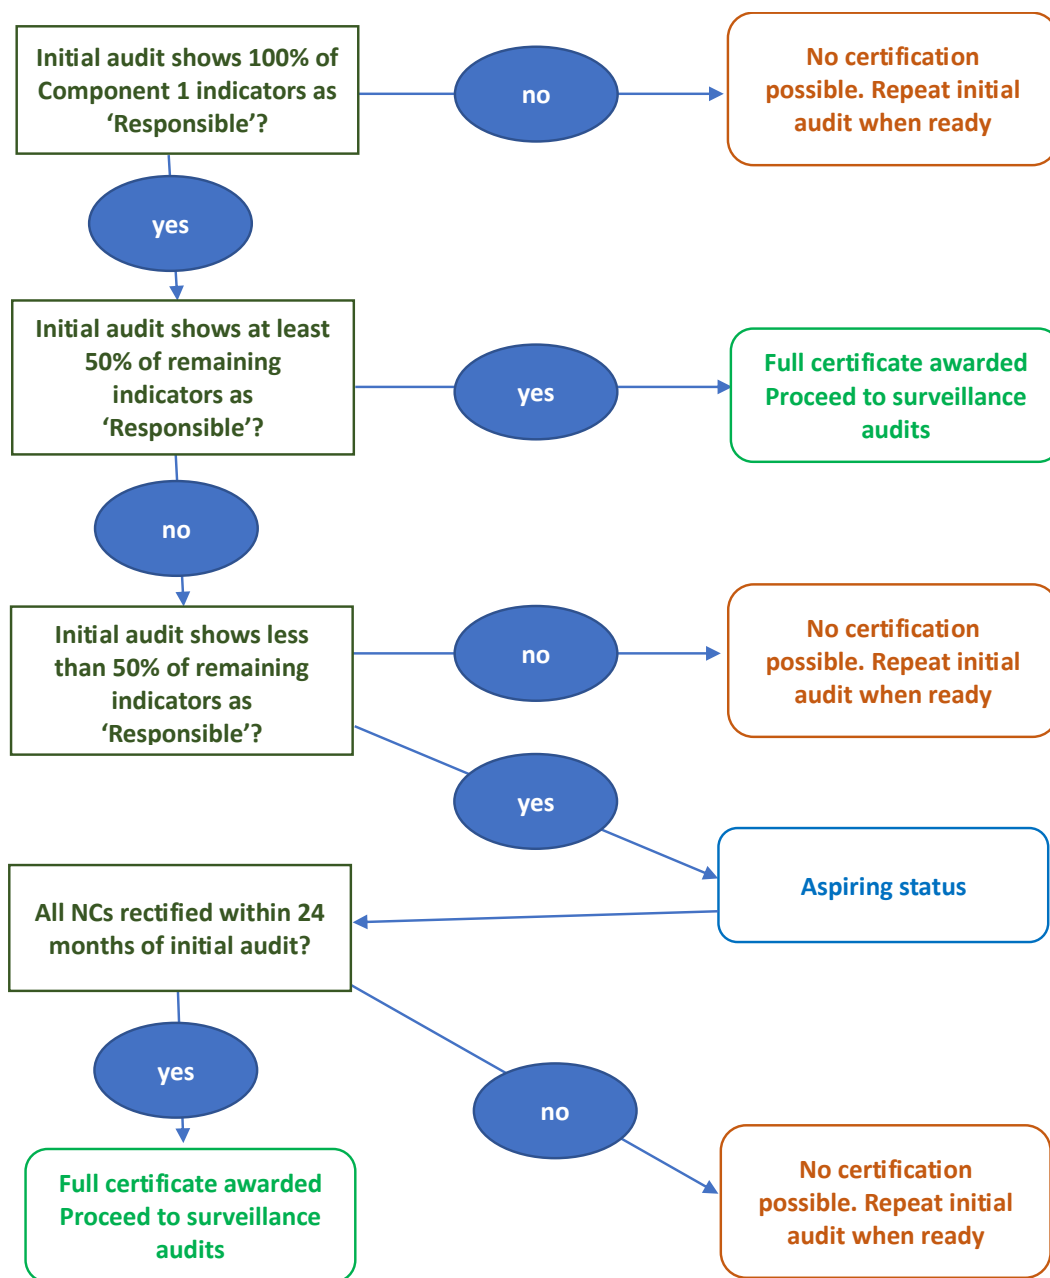 Initial audit shows 100% of
Component 1 indicators as
‘Responsible’?
no
No certification
possible. Repeat initial
audit when ready
yes
Initial audit shows at least
50% of remaining
indicators as
‘Responsible’?
yes
Full certificate awarded
Proceed to surveillance
audits
no
Initial audit shows less
than 50% of remaining
indicators as
‘Responsible’?
no
No certification
possible. Repeat initial
audit when ready
yes
Aspiring status
All NCs rectified within 24
months of initial audit?
yes
no
Full certificate awarded
Proceed to surveillance
audits
No certification
possible. Repeat initial
audit when ready